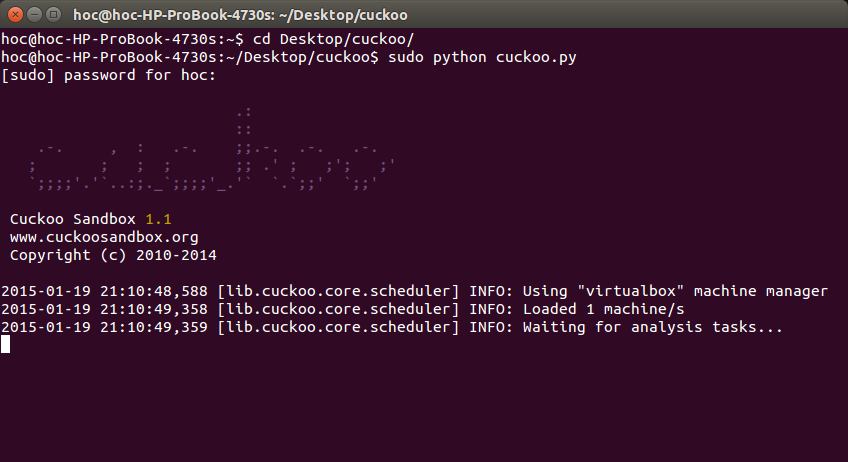 hoc@hoc-HP-ProBook-4730s: ~/Desktop/cuckoo
hoc@hoc-HP-ProBook-4730s:~$ cd Desktop/cuckoo/
hoc@hoc-HP-ProBook-4730s:~/Desktop/cuckoo$ sudo python cuckoo.py
[sudo] password for hoc:
Cuckoo Sandbox 1.1
www.cuckoosandbox.org
Copyright (c) 2010-2014
2015-01-19 21:10:48,588 [lib.cuckoo.core.scheduler] INFO: Using "virtualbox" machine manager
2015-01-19 21:10:49,358 [lib.cuckoo.core.scheduler] INFO: Loaded 1 machine/s
2015-01-19 21:10:49,359 [lib.cuckoo.core.scheduler] INFO: Waiting for analysis tasks...